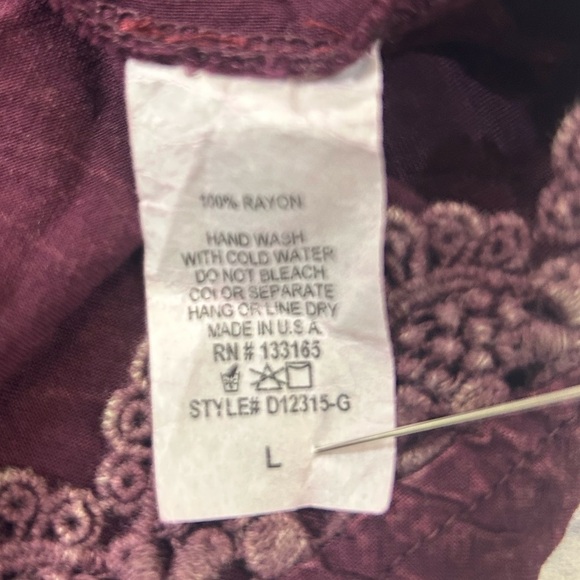 100% RAYON
HAND WASH
WITH COLD WATER
DO NOT BLEACH
COLOR SEPARATE
HANG OR LINE DRY
MADE IN U.S.A
RN # 133165
STYLE# D12315-G
L